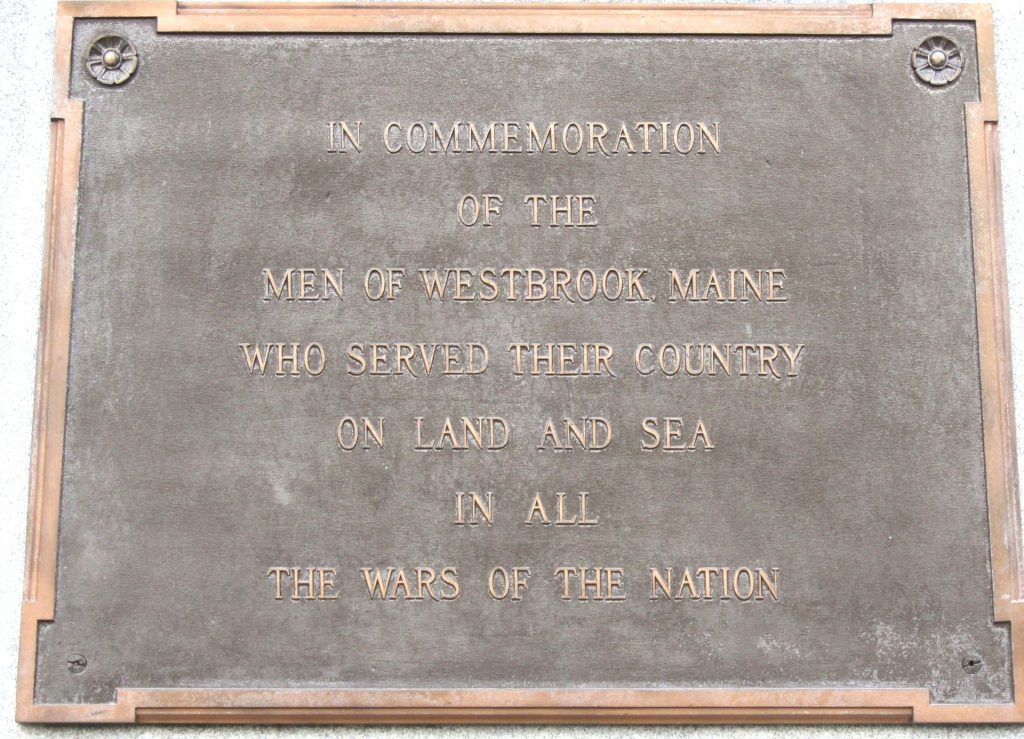 IN COMMEMORATION
OF THE
MEN OF WESTBROOK, MAINE
WHO SERVED THEIR COUNTRY
ON LAND AND SEA
IN ALL
THE WARS OF THE NATION